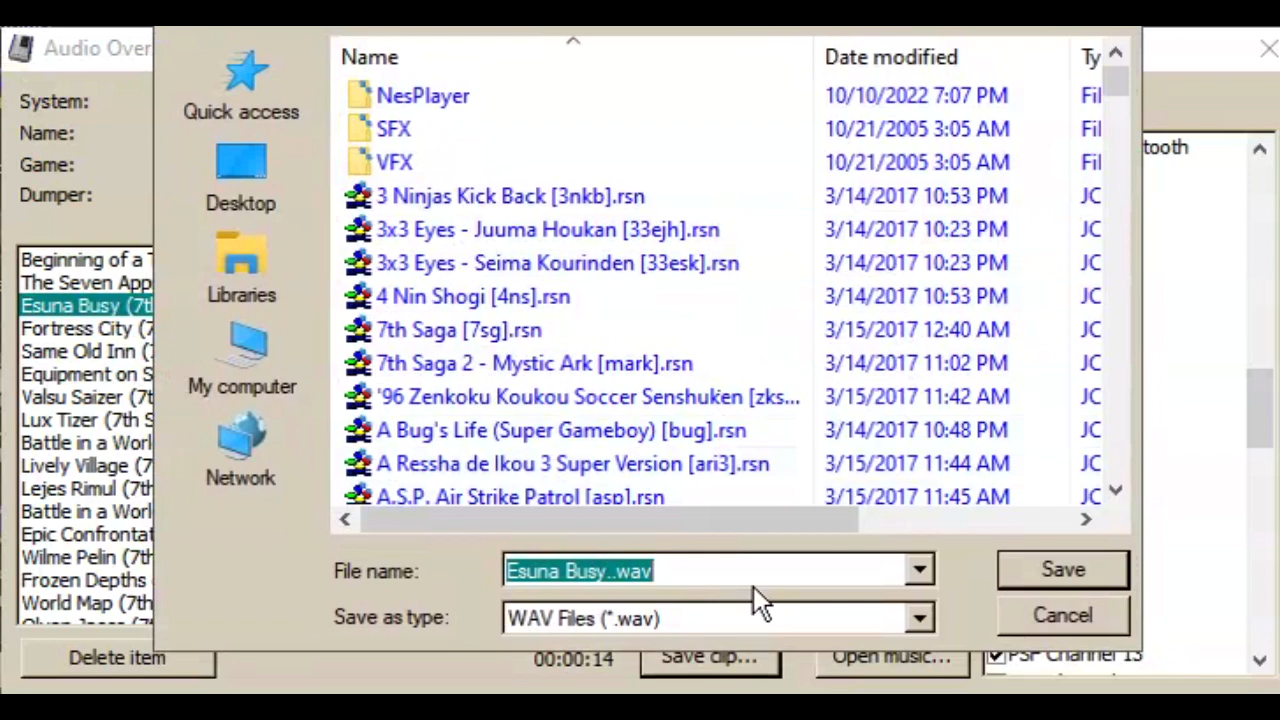 Audio Over
Name Date modified Ty
System:
Name:
Game:
Dumper:
Beginning of a T
The Seven App
Esuna Busy (7th
Fortress City (7
Same Old Inn (
Equipment on S
Valsu Saizer (7th
Lux Tizer (7th S
Battle in a Worl
Lively Village (7
Lejes Rimul (7th
Battle in a Worl
Epic Confrontat
Wilme Pelin (7th
Frozen Depths
World Map (7th
Delete item
Quick access
Desktop
Libraries
My computer
Network
NesPlayer 10/10/2022 7:07 PM Fil
SFX 10/21/2005 3:05 AM Fil
VFX 10/21/2005 3:05 AM Fil
3 Ninjas Kick Back [3nkb].rsn 3/14/2017 10:53 PM JC
3x3 Eyes - Juuma Houkan [33ejh].rsn 3/14/2017 10:23 PM JC
3x3 Eyes - Seima Kourinden [33esk].rsn 3/14/2017 10:23 PM JC
4 Nin Shogi [4ns].rsn 3/14/2017 10:53 PM JC
7th Saga [7sg].rsn 3/15/2017 12:40 AM JC
7th Saga 2 - Mystic Ark [mark].rsn 3/14/2017 11:02 PM JC
'96 Zenkoku Koukou Soccer Senshuken [zks... 3/15/2017 11:42 AM JC
A Bug's Life (Super Gameboy) [bug].rsn 3/14/2017 10:48 PM JC
A Ressha de Ikou 3 Super Version [ari3].rsn 3/15/2017 11:44 AM JC
A.S.P. Air Strike Patrol [asp].rsn 3/15/2017 11:45 AM JC
File name: Esuna Busy..wav Save
Save as type: WAV Files (*.wav) Cancel
00:00:14 Save clip... Open music...
tooth
PSF Channel 13